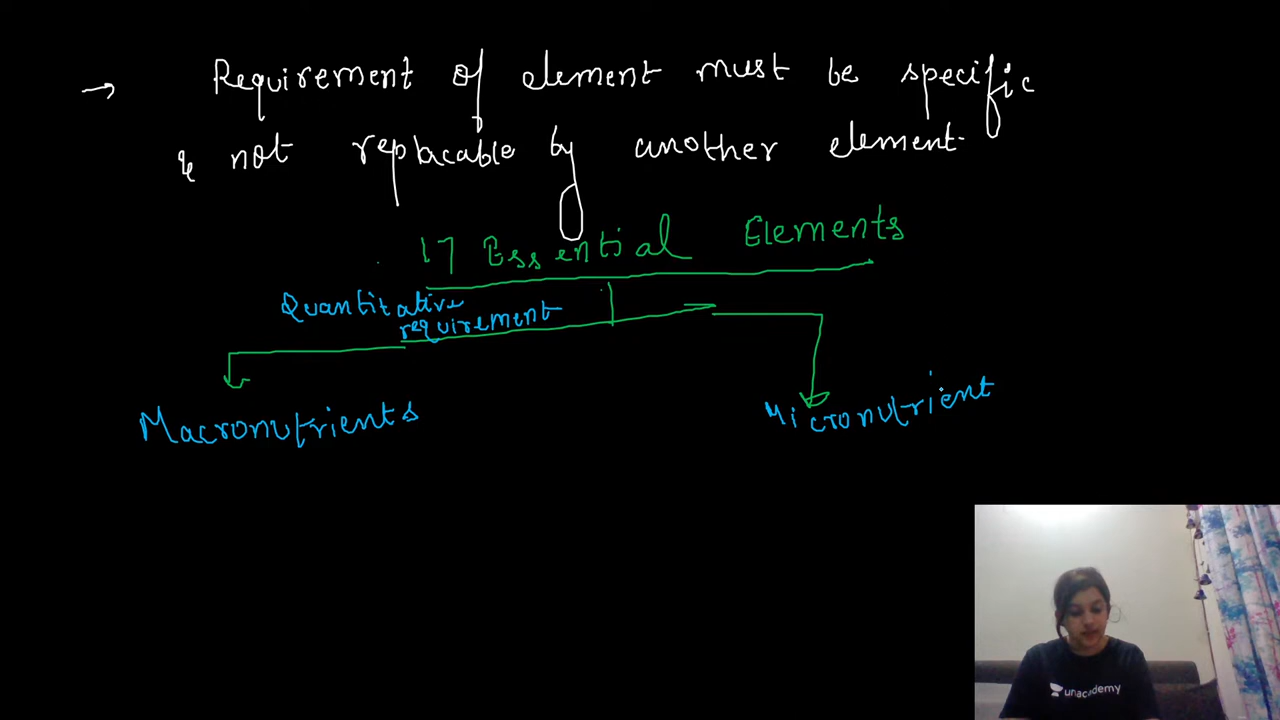 → Requirement of element must be specific
& not replacable by another element.
17 Essential Elements
Quantitative
requirement
Macronutrients
Micronutrient
unacademy